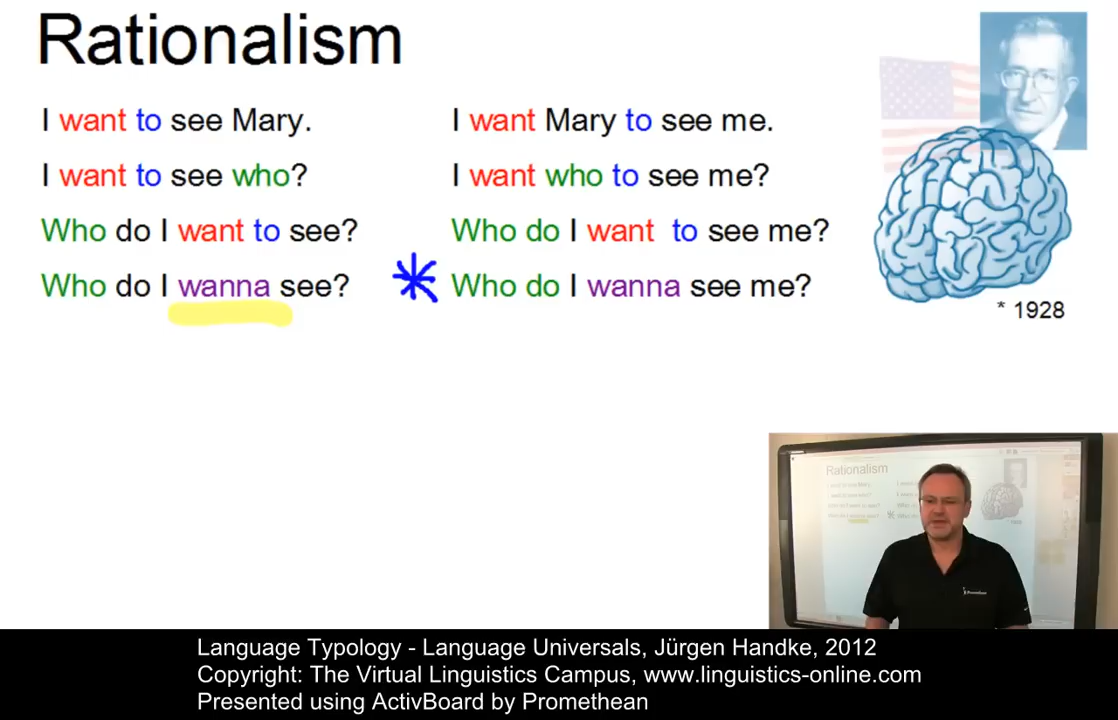 Rationalism
I want to see Mary.
I want to see who?
Who do I want to see?
Who do I wanna see?
I want Mary to see me.
I want who to see me?
Who do I want to see me?
* Who do I wanna see me?
* 1928
Rationalism
Promethean
Language Typology - Language Universals, Jürgen Handke, 2012
Copyright: The Virtual Linguistics Campus, www.linguistics-online.com
Presented using ActivBoard by Promethean